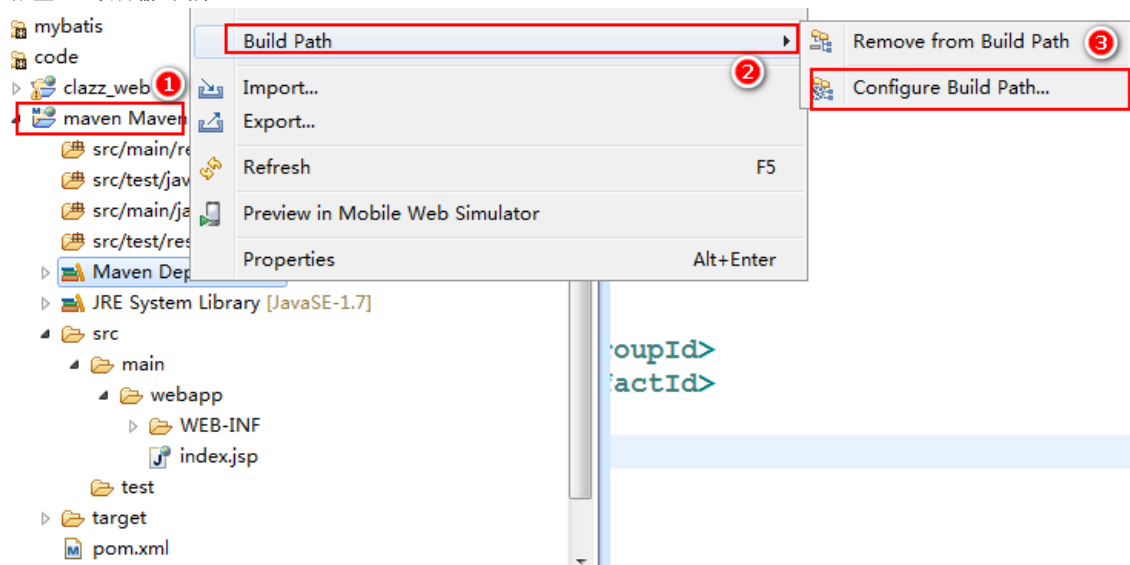 mybatis
code
clazz_web
maven Maven
src/main/re
src/test/jav
src/main/ja
src/test/res
Maven Dep
JRE System Library [JavaSE-1.7]
src
main
webapp
WEB-INF
index.jsp
test
target
pom.xml
1
Build Path
2
Import...
Export...
Refresh F5
Preview in Mobile Web Simulator
Properties Alt+Enter
Remove from Build Path 3
Configure Build Path...
roupId>
factId>